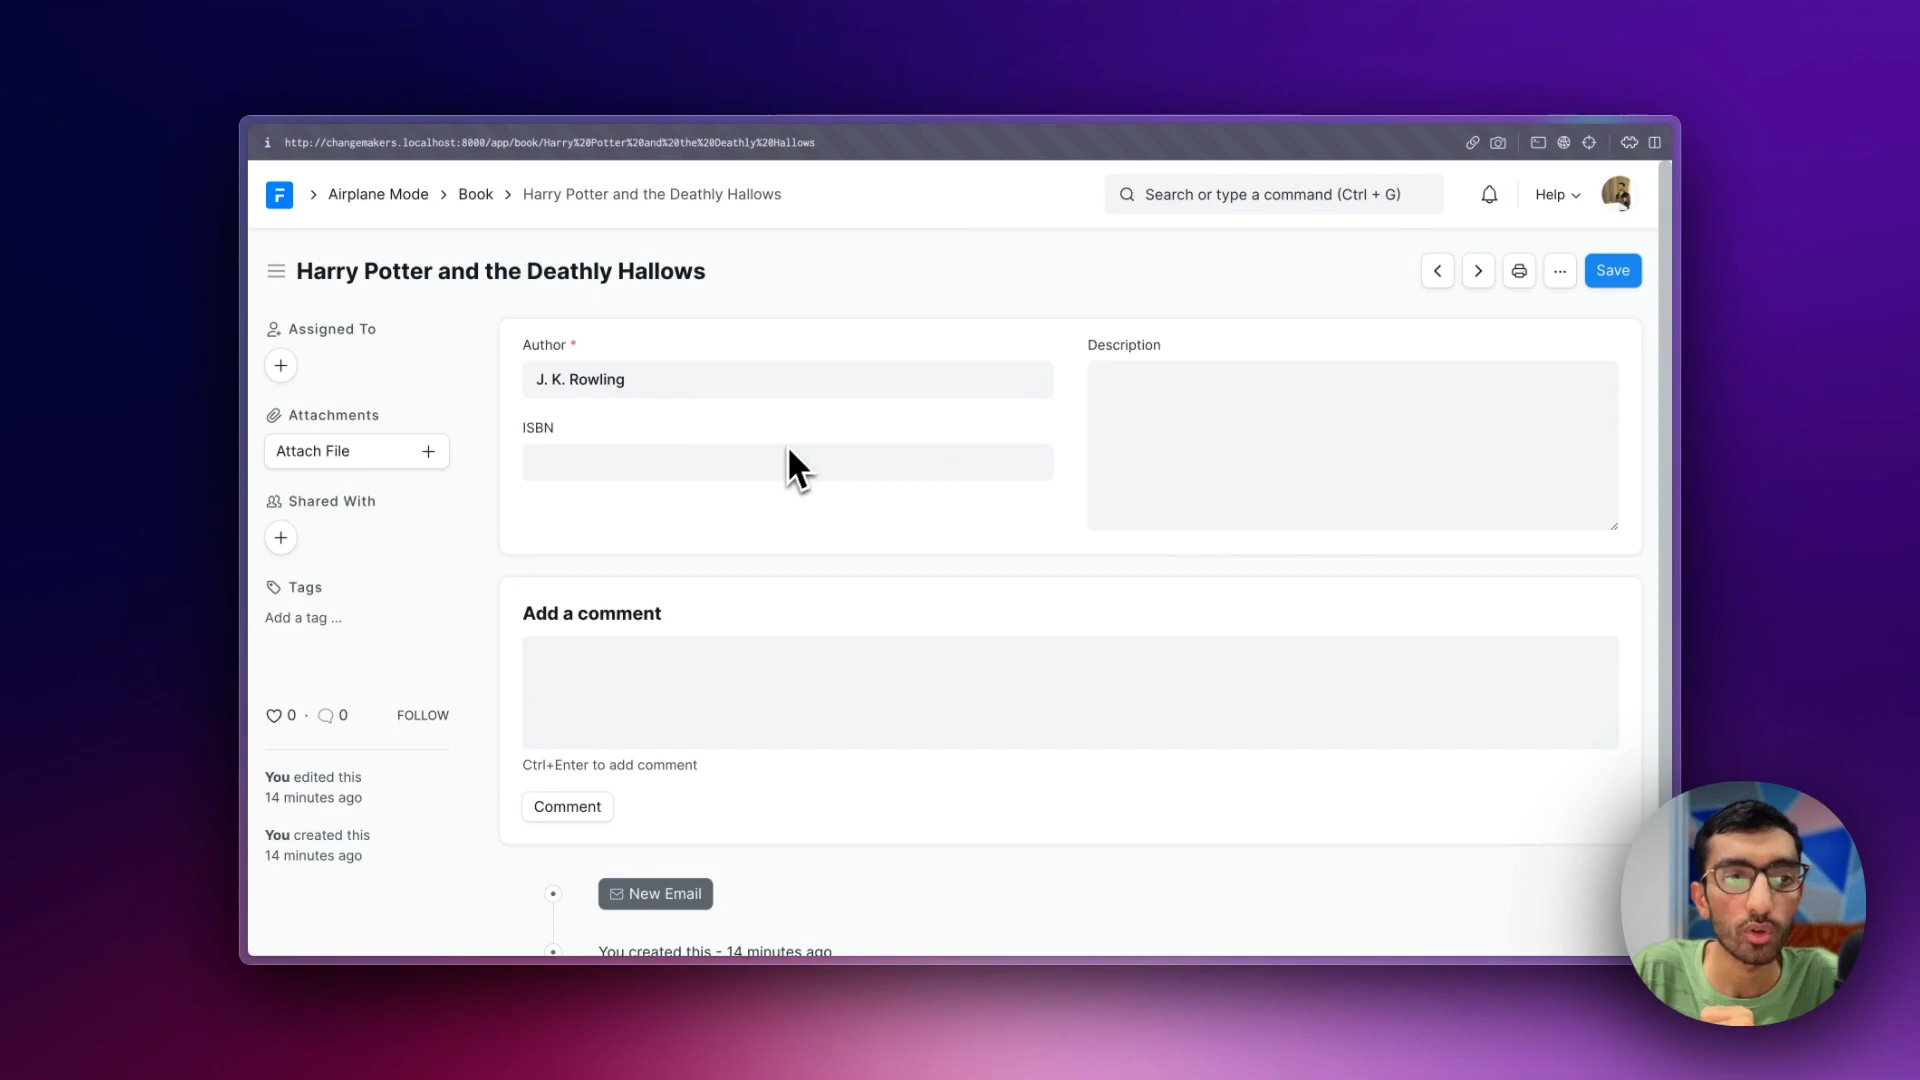 http://changemakers.localhost:8000/app/book/Harry%20Potter%20and%20the%20Deathly%20Hallows
Airplane Mode > Book > Harry Potter and the Deathly Hallows
Search or type a command (Ctrl + G)
Help
Harry Potter and the Deathly Hallows
Save
Assigned To
Attachments
Attach File
Shared With
Tags
Add a tag ...
0 · 0 FOLLOW
You edited this
14 minutes ago
You created this
14 minutes ago
Author *
J. K. Rowling
ISBN
Description
Add a comment
Ctrl+Enter to add comment
Comment
New Email
You created this - 14 minutes ago